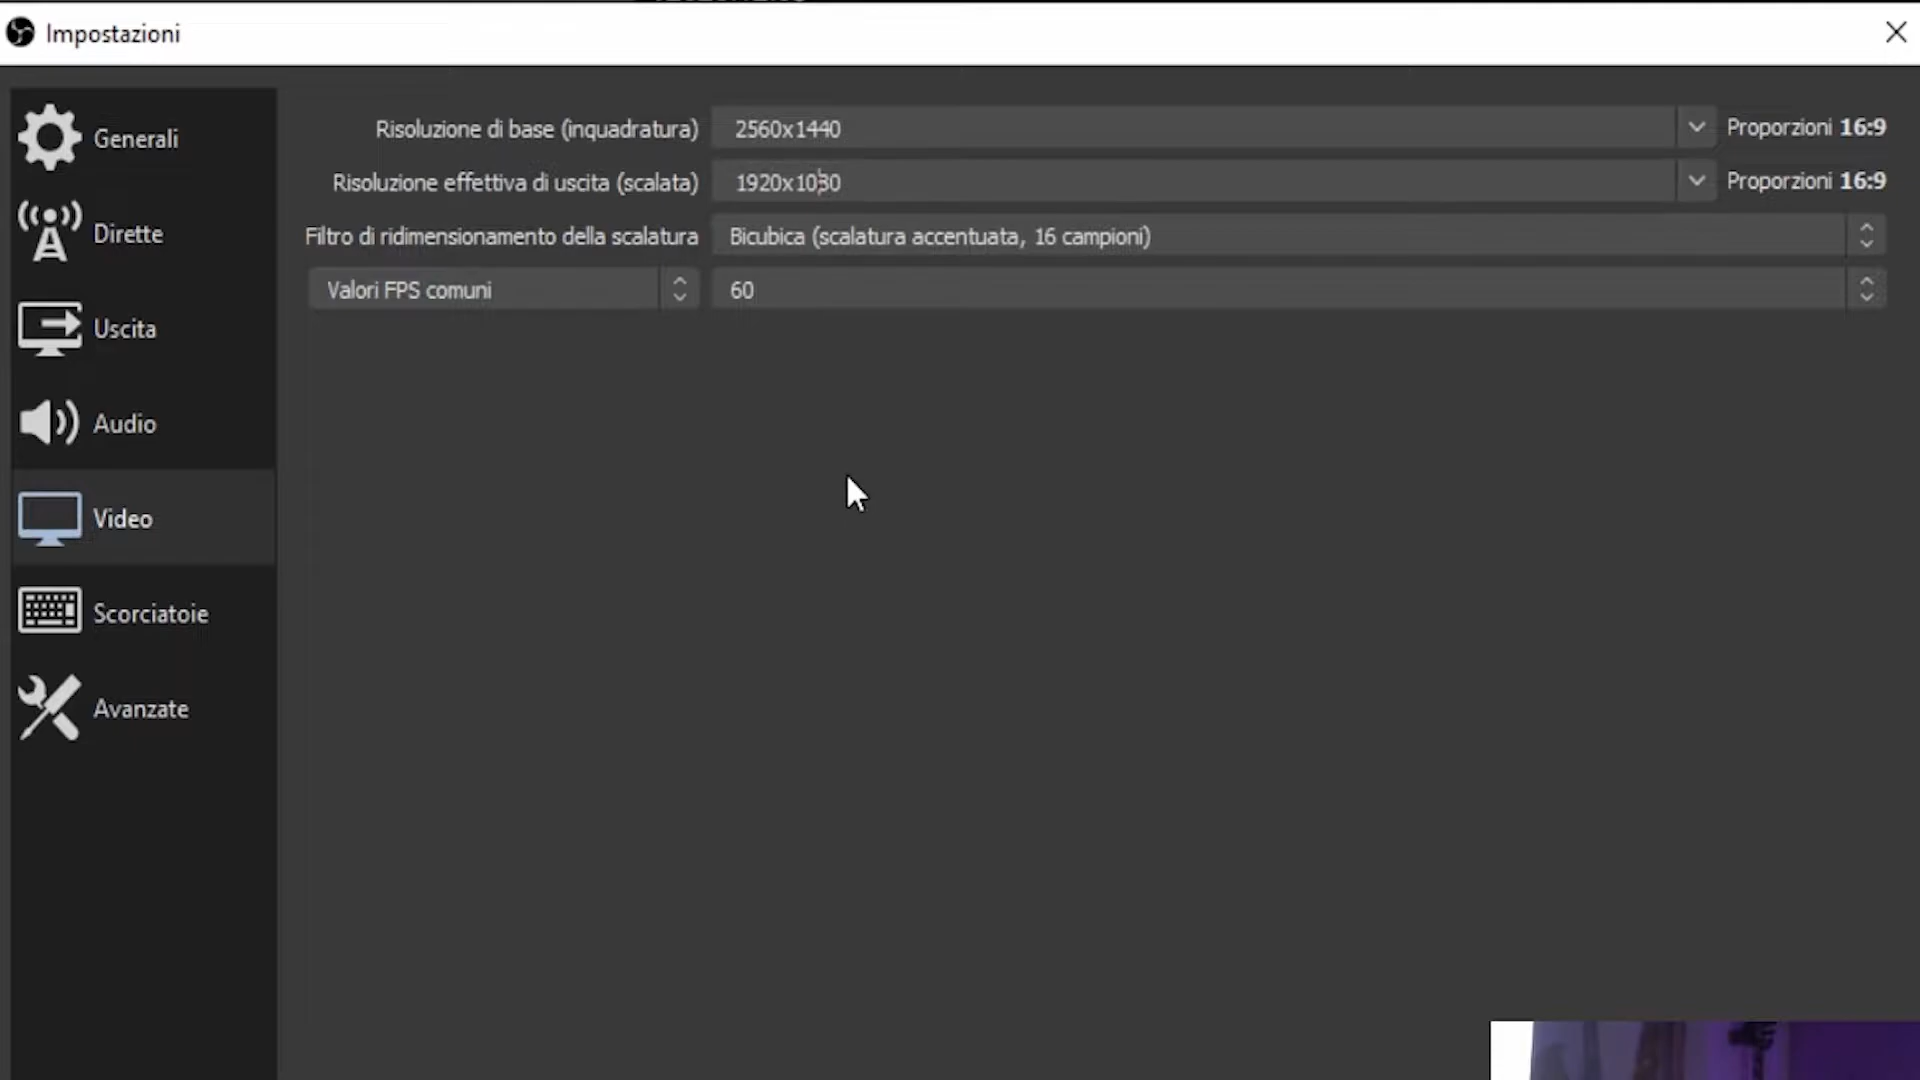 Impostazioni
Generali
Dirette
Uscita
Audio
Video
Scorciatoie
Avanzate
Risoluzione di base (inquadratura) 2560x1440 Proporzioni 16:9
Risoluzione effettiva di uscita (scalata) 1920x1080 Proporzioni 16:9
Filtro di ridimensionamento della scalatura Bicubica (scalatura accentuata, 16 campioni)
Valori FPS comuni 60